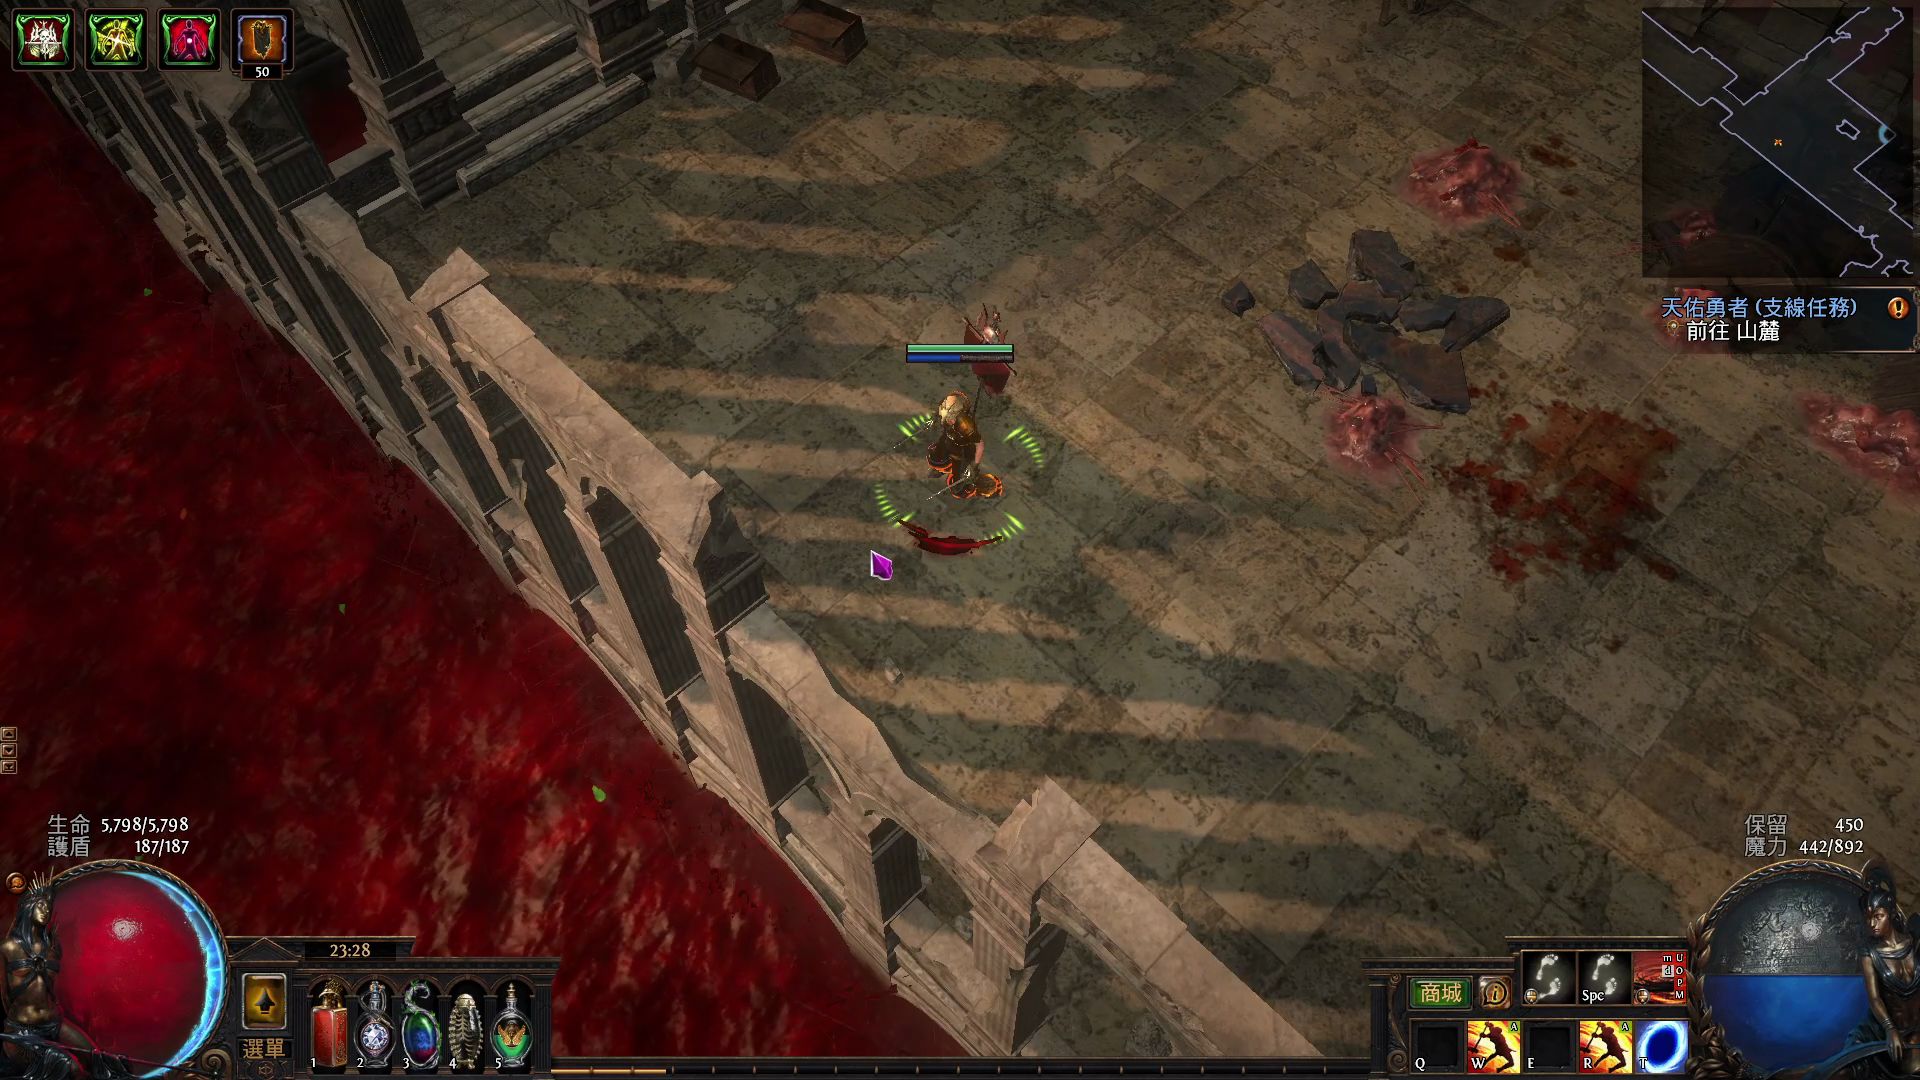 50
天佑勇者 (支線任務)
前往 山麓
生命 5,798/5,798
護盾 187/187
保留 450
魔力 442/892
23:28
選單
1 2 3 4 5
商城
Spc
m U
d O
P
M
Q W A E R A T